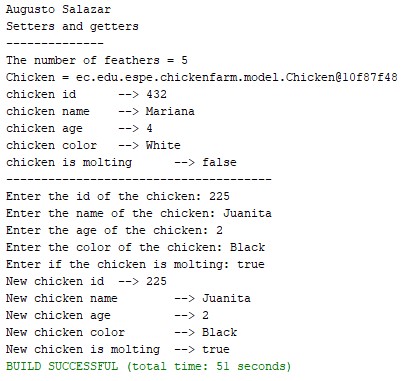 Augusto Salazar
Setters and getters
--------------
The number of feathers = 5
Chicken = ec.edu.espe.chickenfarm.model.Chicken@10f87f48
chicken id --> 432
chicken name --> Mariana
chicken age --> 4
chicken color --> White
chicken is molting --> false
--------------------------------------
Enter the id of the chicken: 225
Enter the name of the chicken: Juanita
Enter the age of the chicken: 2
Enter the color of the chicken: Black
Enter if the chicken is molting: true
New chicken id --> 225
New chicken name --> Juanita
New chicken age --> 2
New chicken color --> Black
New chicken is molting --> true
BUILD SUCCESSFUL (total time: 51 seconds)